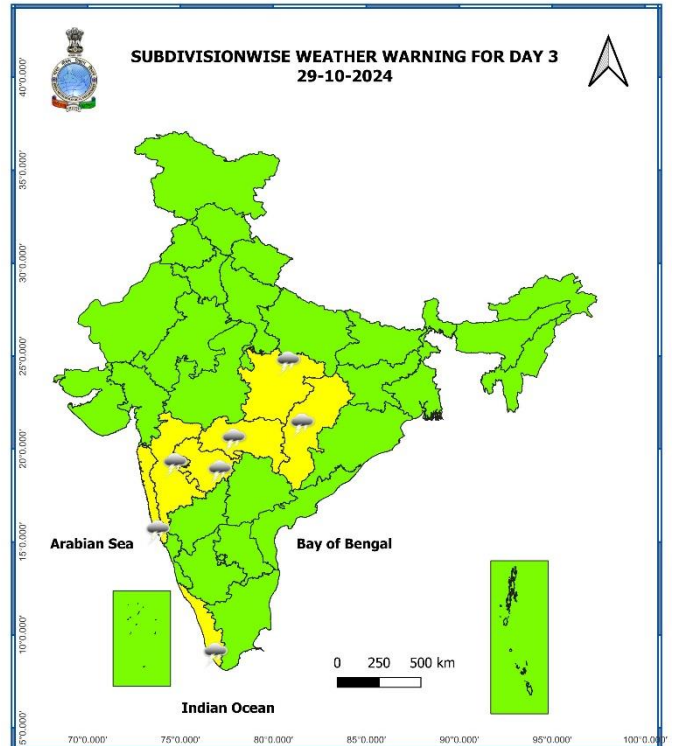 SUBDIVISIONWISE WEATHER WARNING FOR DAY 3
29-10-2024
40°0.000'
35°0.000'
30°0.000'
25°0.000'
20°0.000'
15°0.000'
10°0.000'
5°0.000'
Arabian Sea
Bay of Bengal
0 250 500 km
Indian Ocean
70°0.000' 75°0.000' 80°0.000' 85°0.000' 90°0.000' 95°0.000' 100°0.000'